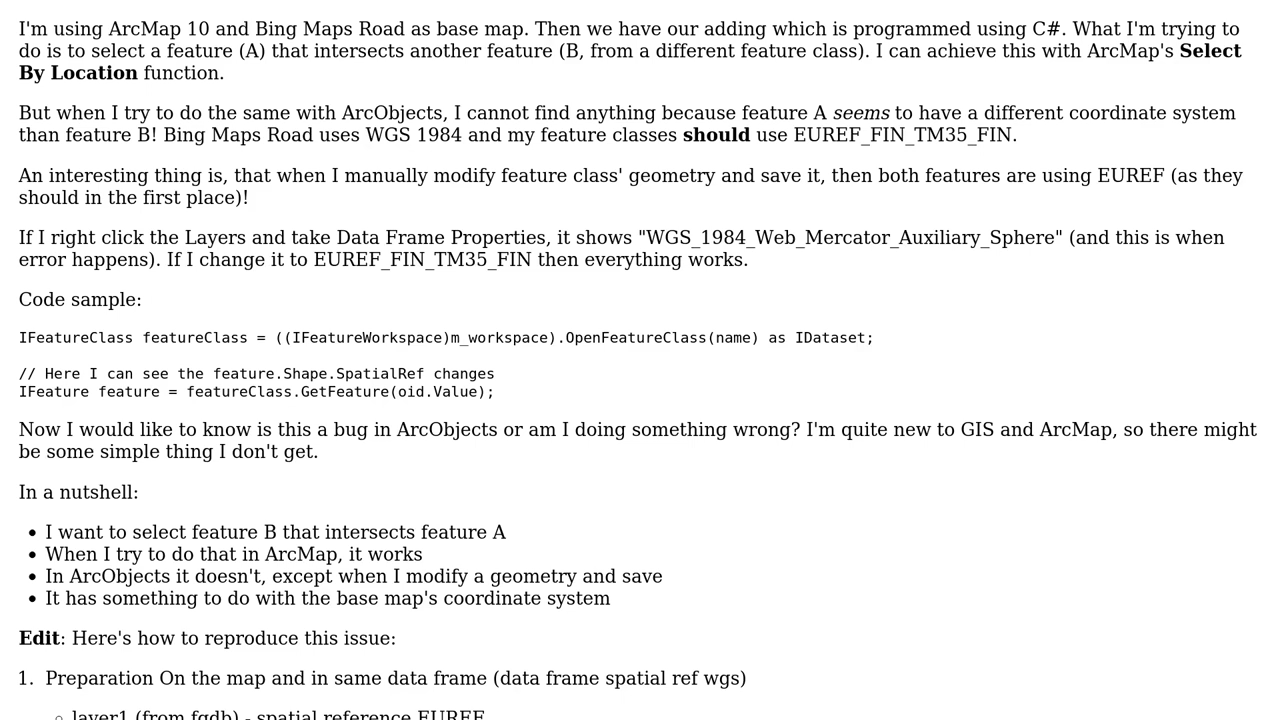 I'm using ArcMap 10 and Bing Maps Road as base map. Then we have our adding which is programmed using C#. What I'm trying to
do is to select a feature (A) that intersects another feature (B, from a different feature class). I can achieve this with ArcMap's Select
By Location function.
But when I try to do the same with ArcObjects, I cannot find anything because feature A seems to have a different coordinate system
than feature B! Bing Maps Road uses WGS 1984 and my feature classes should use EUREF_FIN_TM35_FIN.
An interesting thing is, that when I manually modify feature class' geometry and save it, then both features are using EUREF (as they
should in the first place)!
If I right click the Layers and take Data Frame Properties, it shows "WGS_1984_Web_Mercator_Auxiliary_Sphere" (and this is when
error happens). If I change it to EUREF_FIN_TM35_FIN then everything works.
Code sample:
IFeatureClass featureClass = ((IFeatureWorkspace)m_workspace).OpenFeatureClass(name) as IDataset;
// Here I can see the feature.Shape.SpatialRef changes
IFeature feature = featureClass.GetFeature(oid.Value);
Now I would like to know is this a bug in ArcObjects or am I doing something wrong? I'm quite new to GIS and ArcMap, so there might
be some simple thing I don't get.
In a nutshell:
• I want to select feature B that intersects feature A
• When I try to do that in ArcMap, it works
• In ArcObjects it doesn't, except when I modify a geometry and save
• It has something to do with the base map's coordinate system
Edit: Here's how to reproduce this issue:
1. Preparation On the map and in same data frame (data frame spatial ref wgs)
◦ layer1 (from fgdb) - spatial reference EUREF